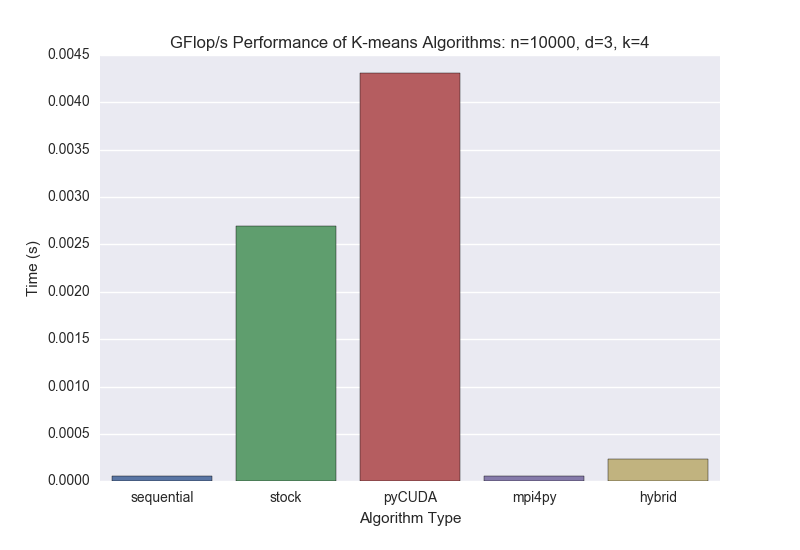 GFlop/s Performance of K-means Algorithms: n=10000, d=3, k=4
0.0045
0.0040
0.0035
0.0030
0.0025
0.0020
0.0015
0.0010
0.0005
0.0000
Time (s)
sequential stock pyCUDA mpi4py hybrid
Algorithm Type